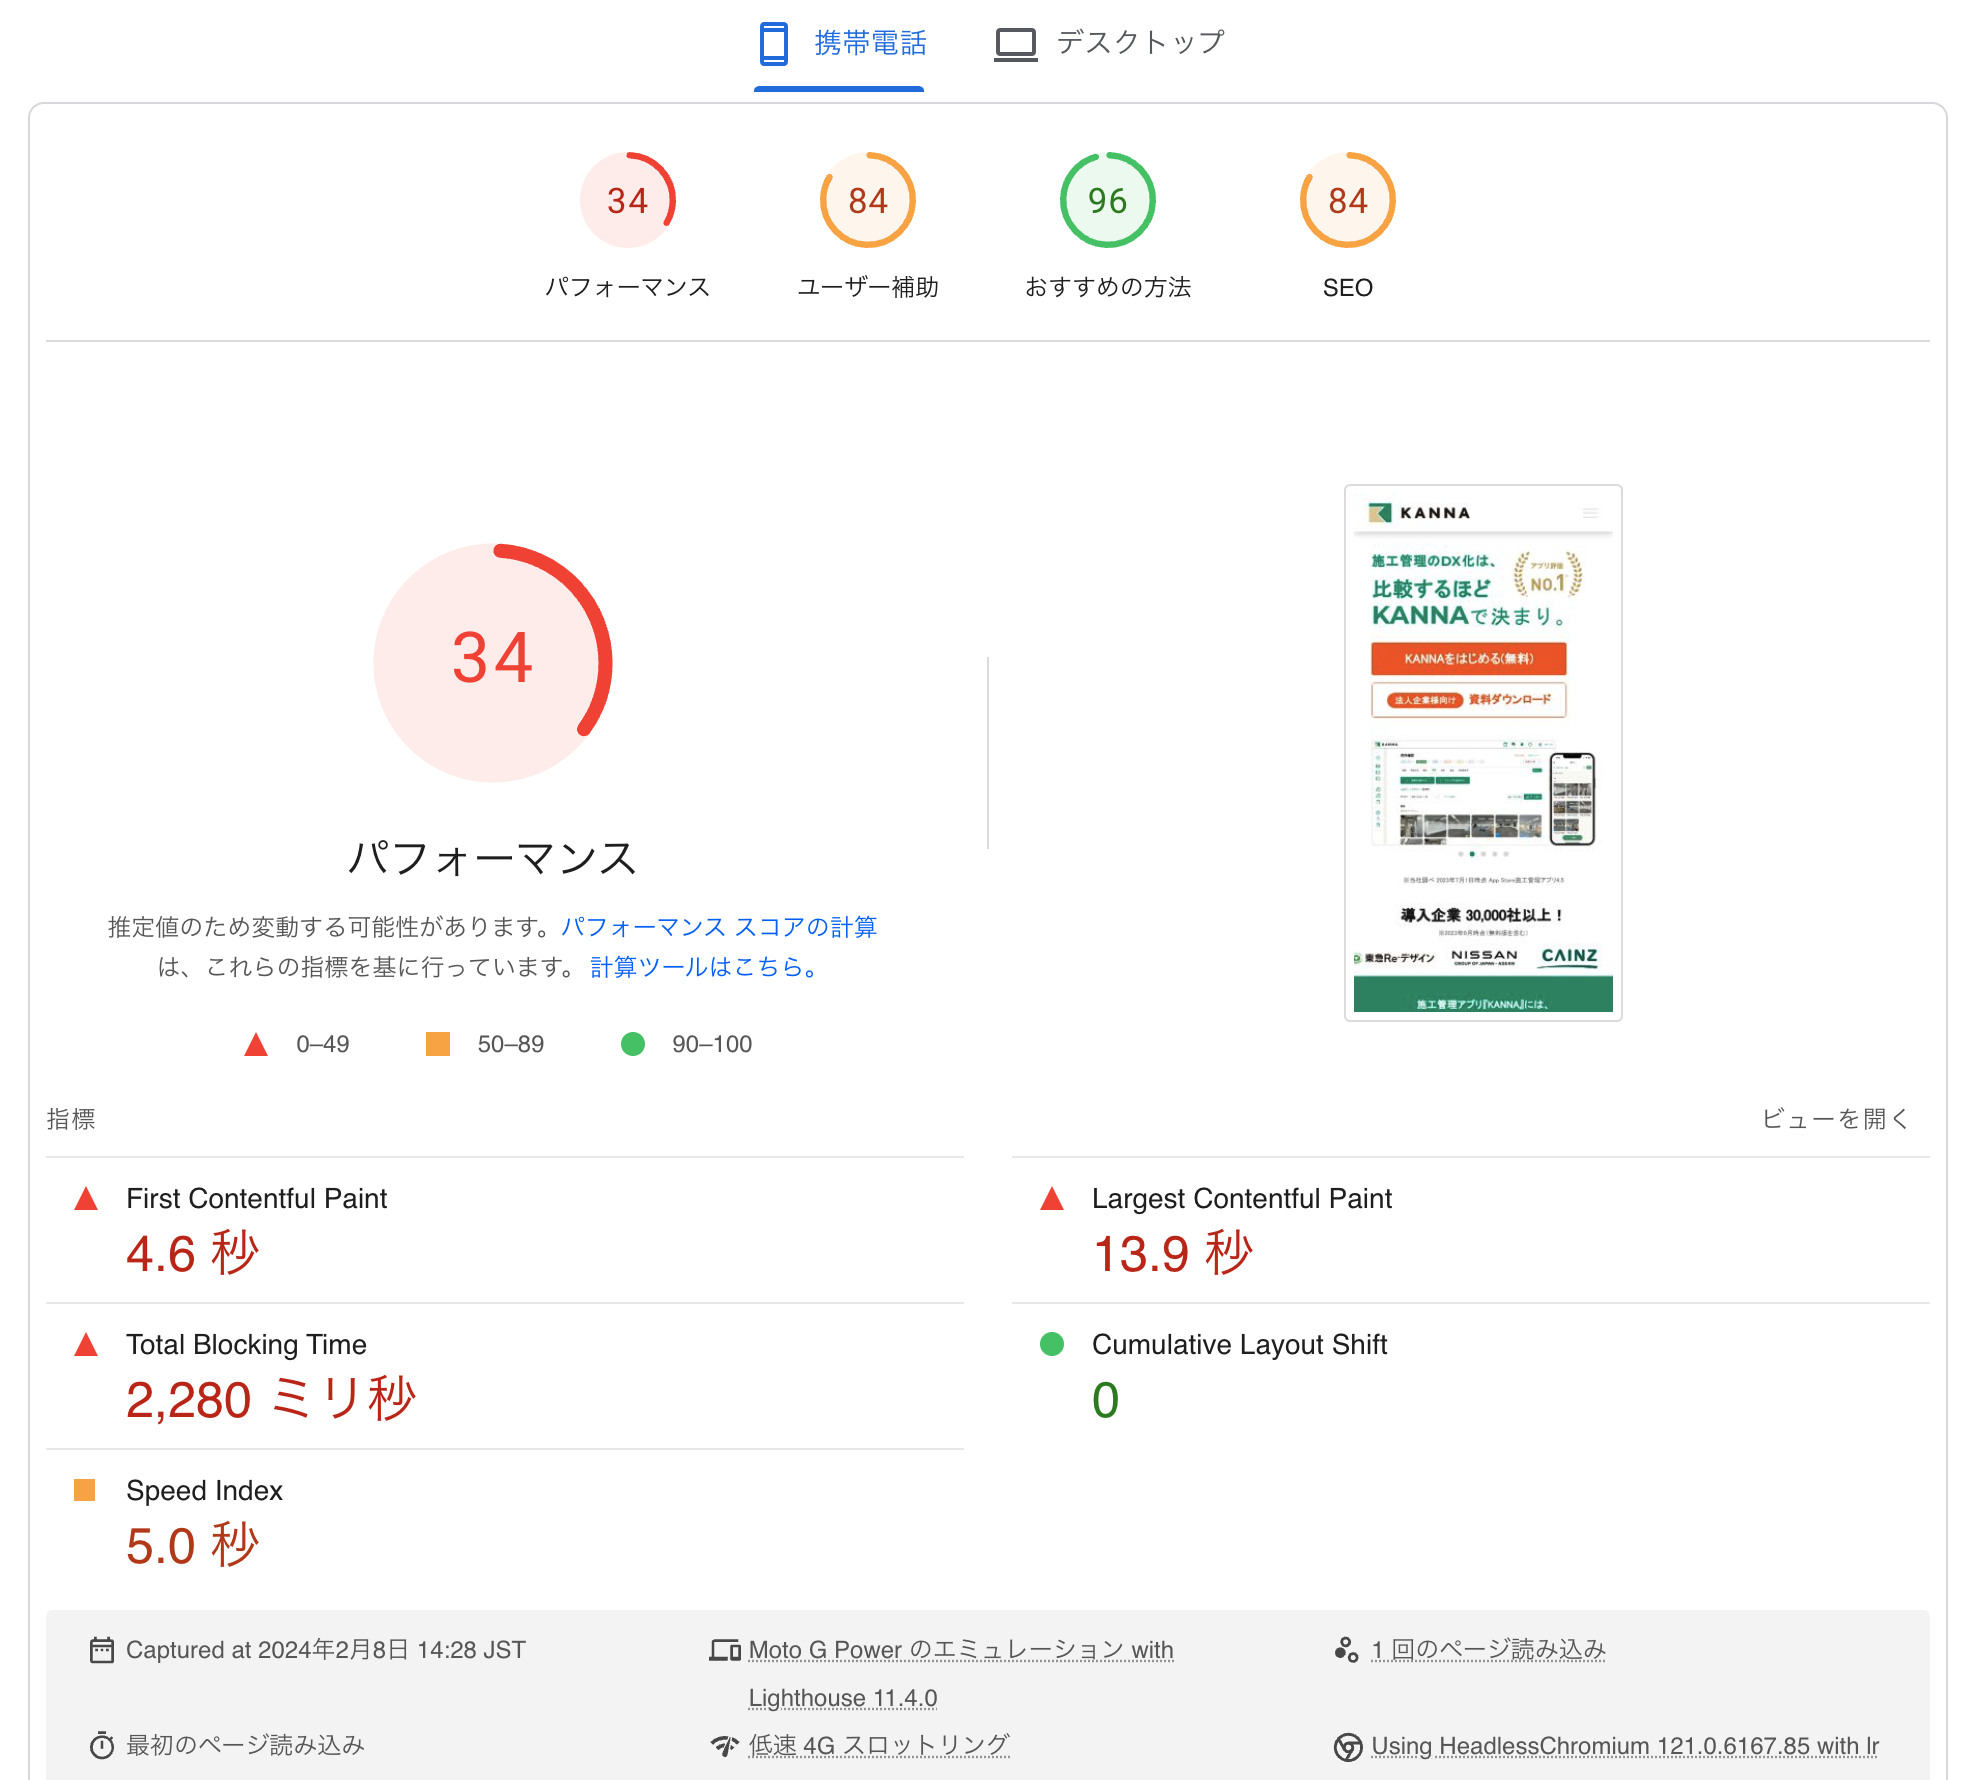 携帯電話
デスクトップ
34
84
96
84
パフォーマンス
ユーザー補助
おすすめの方法
SEO
34
パフォーマンス
推定値のため変動する可能性があります。パフォーマンス スコアの計算
は、これらの指標を基に行っています。計算ツールはこちら。
0–49
50–89
90–100
KANNA
施工管理のDX化は、
アプリ評価
NO.1
比較するほど
KANNAで決まり。
KANNAをはじめる(無料)
法人企業様向け 資料ダウンロード
導入企業 30,000社以上！
東急Re・デザイン
NISSAN
CAINZ
施工管理アプリ『KANNA』には、
指標
ビューを開く
First Contentful Paint
4.6 秒
Largest Contentful Paint
13.9 秒
Total Blocking Time
2,280 ミリ秒
Cumulative Layout Shift
0
Speed Index
5.0 秒
Captured at 2024年2月8日 14:28 JST
Moto G Power のエミュレーション with
Lighthouse 11.4.0
1 回のページ読み込み
最初のページ読み込み
低速 4G スロットリング
Using HeadlessChromium 121.0.6167.85 with lr